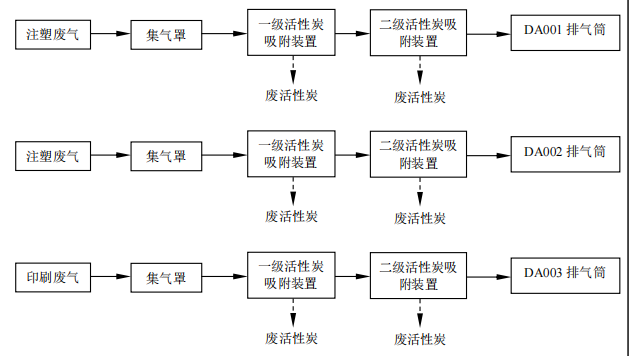 注塑废气
集气罩
一级活性炭
吸附装置
二级活性炭吸
附装置
DA001 排气筒
废活性炭
废活性炭
注塑废气
集气罩
一级活性炭
吸附装置
二级活性炭吸
附装置
DA002 排气筒
废活性炭
废活性炭
印刷废气
集气罩
一级活性炭
吸附装置
二级活性炭吸
附装置
DA003 排气筒
废活性炭
废活性炭